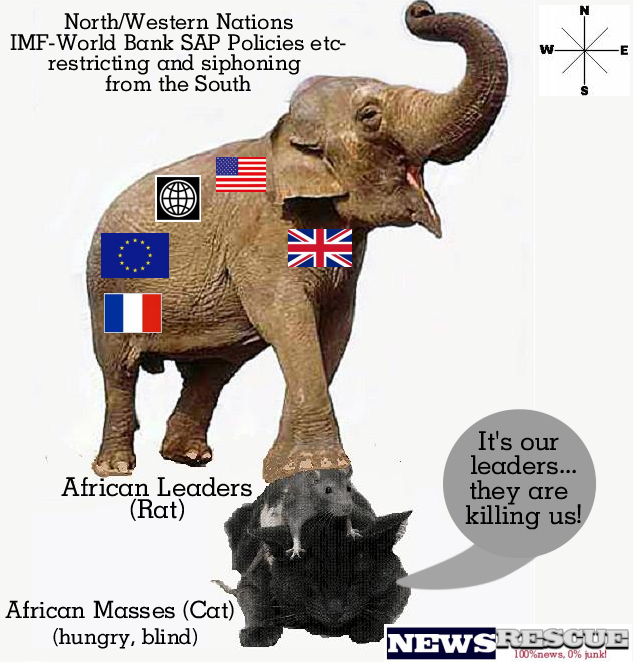 North/Western Nations
IMF-World Bank SAP Policies etc-
restricting and siphoning
from the South
N
W
E
S
It's our
leaders...
they are
killing us!
African Leaders
(Rat)
African Masses (Cat)
(hungry, blind)
NEWSRESCUE
100%news, 0% junk!